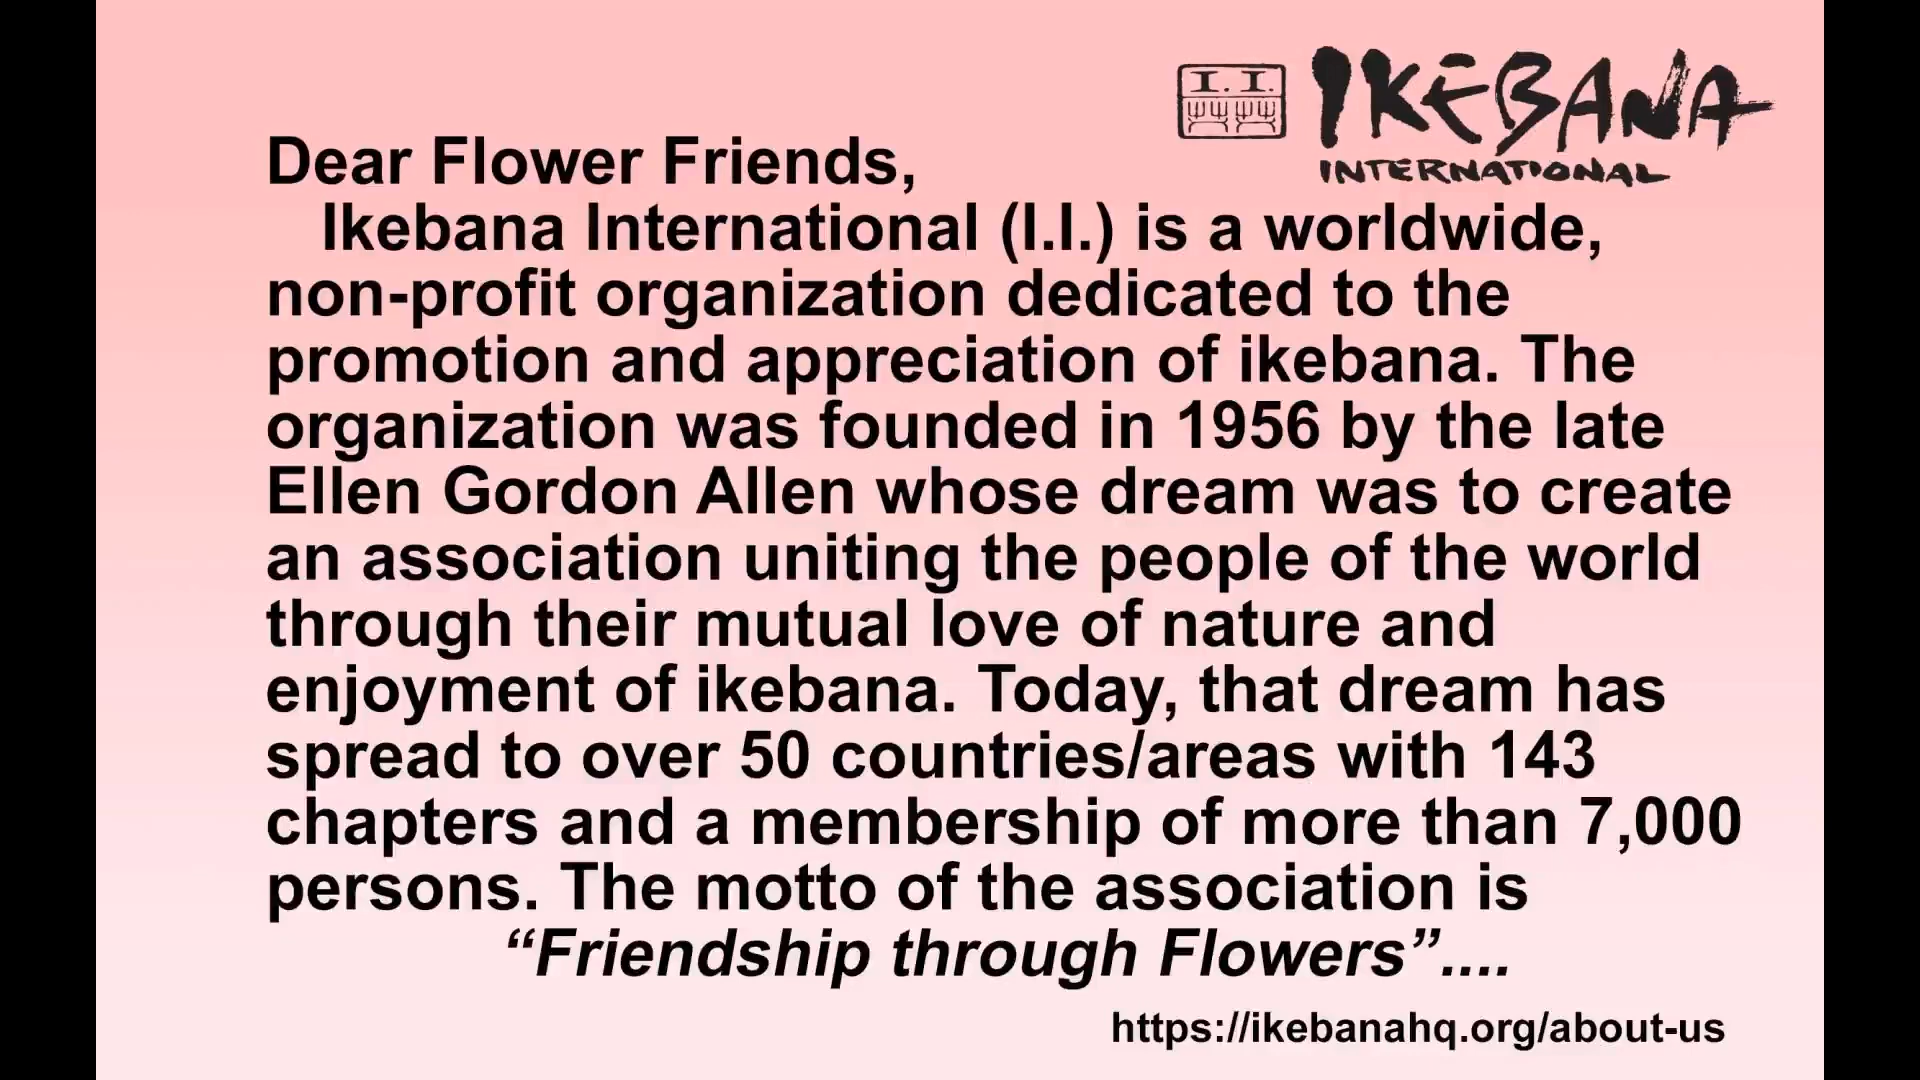 I.I. IKEBANA
INTERNATIONAL
Dear Flower Friends,
Ikebana International (I.I.) is a worldwide,
non-profit organization dedicated to the
promotion and appreciation of ikebana. The
organization was founded in 1956 by the late
Ellen Gordon Allen whose dream was to create
an association uniting the people of the world
through their mutual love of nature and
enjoyment of ikebana. Today, that dream has
spread to over 50 countries/areas with 143
chapters and a membership of more than 7,000
persons. The motto of the association is
“Friendship through Flowers”....
https://ikebanahq.org/about-us